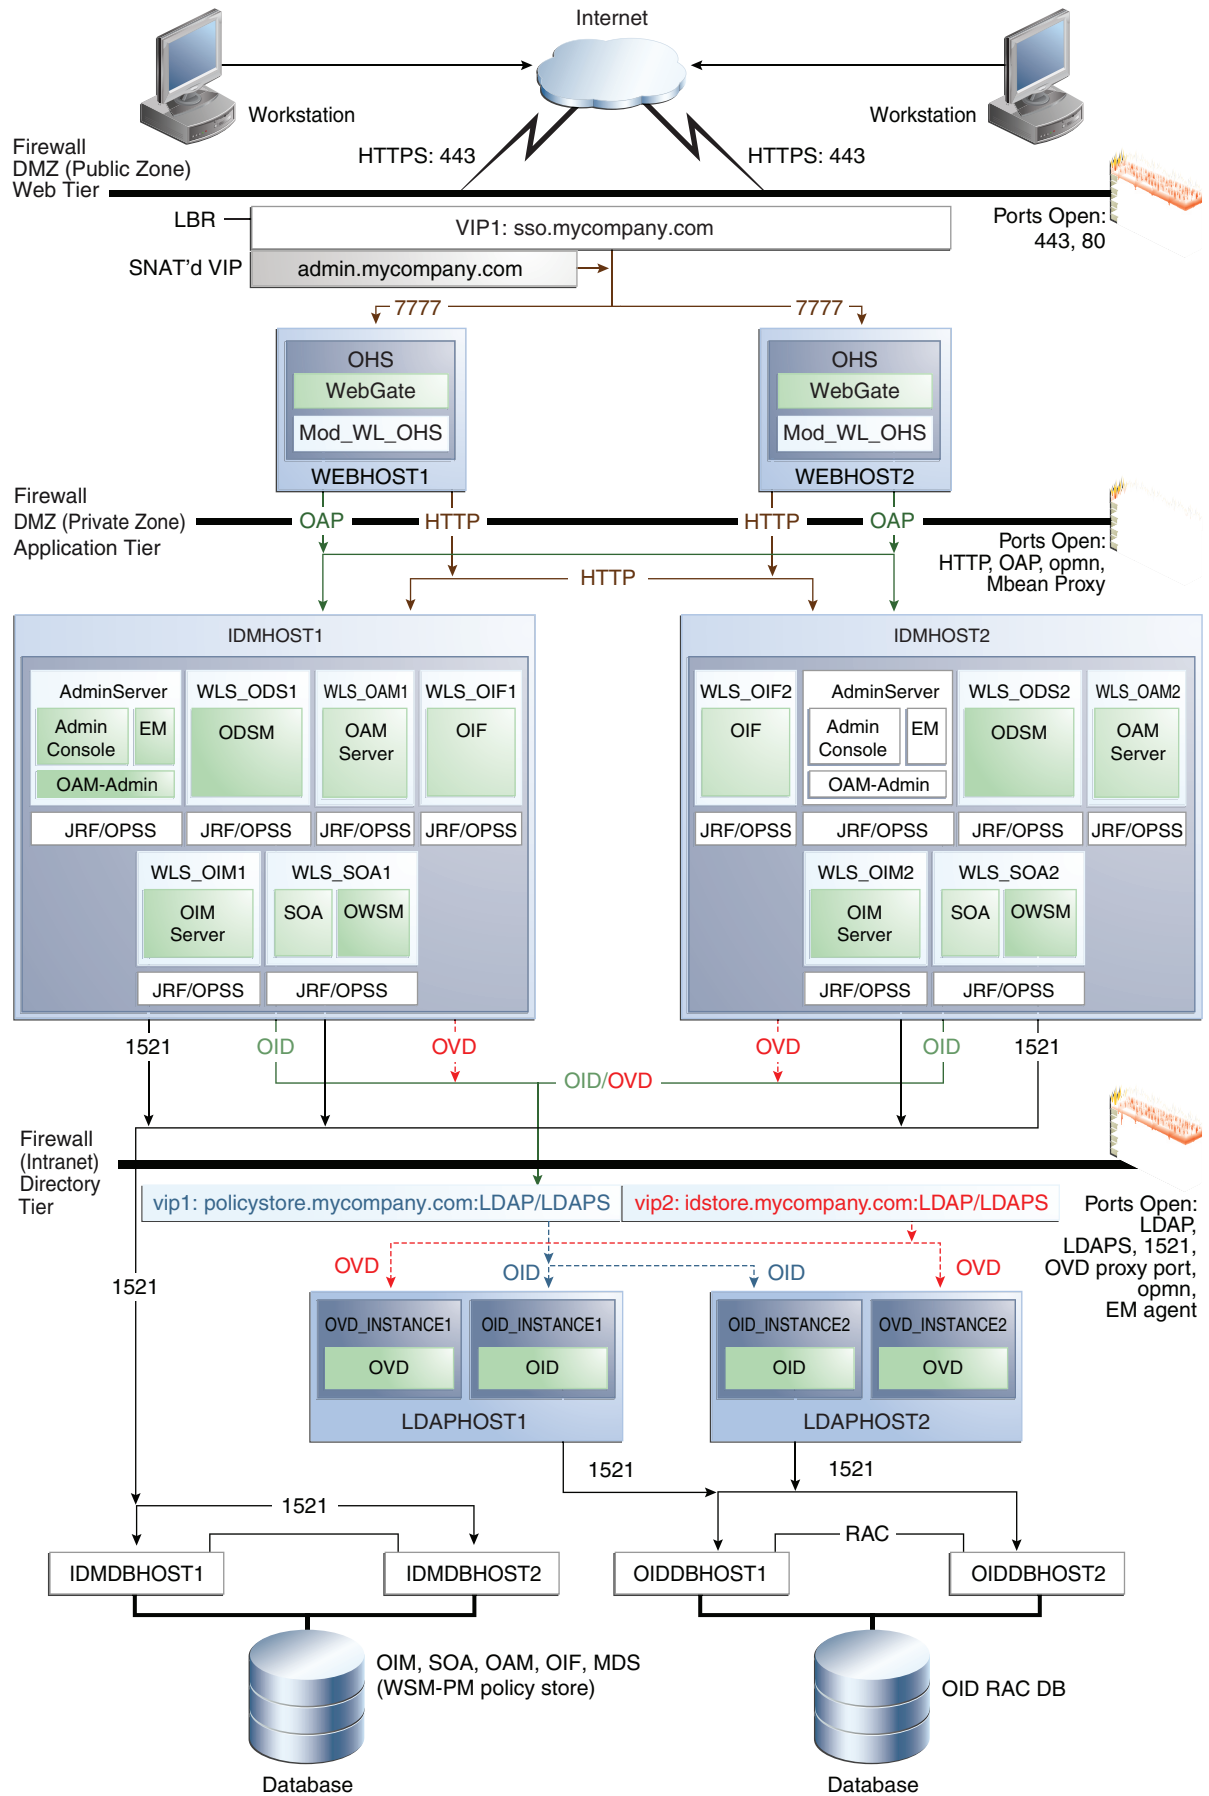 Internet
Workstation
Workstation
HTTPS: 443
HTTPS: 443
Firewall
DMZ (Public Zone)
Web Tier
Ports Open:
443, 80
LBR
VIP1: sso.mycompany.com
SNAT'd VIP
admin.mycompany.com
7777
7777
OHS
WebGate
Mod_WL_OHS
WEBHOST1
OHS
WebGate
Mod_WL_OHS
WEBHOST2
Firewall
DMZ (Private Zone)
Application Tier
OAP
HTTP
HTTP
OAP
Ports Open:
HTTP, OAP, opmn,
Mbean Proxy
HTTP
IDMHOST1
AdminServer
Admin
Console
EM
OAM-Admin
WLS_ODS1
ODSM
WLS_OAM1
OAM
Server
WLS_OIF1
OIF
JRF/OPSS
JRF/OPSS
JRF/OPSS
JRF/OPSS
WLS_OIM1
OIM
Server
WLS_SOA1
SOA
OWSM
JRF/OPSS
JRF/OPSS
IDMHOST2
WLS_OIF2
OIF
AdminServer
Admin
Console
EM
OAM-Admin
WLS_ODS2
ODSM
WLS_OAM2
OAM
Server
JRF/OPSS
JRF/OPSS
JRF/OPSS
JRF/OPSS
WLS_OIM2
OIM
Server
WLS_SOA2
SOA
OWSM
JRF/OPSS
JRF/OPSS
1521
OID
OVD
OVD
OID
1521
OID/OVD
Firewall
(Intranet)
Directory
Tier
vip1: policystore.mycompany.com:LDAP/LDAPS
vip2: idstore.mycompany.com:LDAP/LDAPS
Ports Open:
LDAP,
LDAPS, 1521,
OVD proxy port,
opmn,
EM agent
1521
OVD
OID
OID
OVD
OVD_INSTANCE1
OVD
OID_INSTANCE1
OID
LDAPHOST1
OID_INSTANCE2
OID
OVD_INSTANCE2
OVD
LDAPHOST2
1521
1521
1521
RAC
IDMDBHOST1
IDMDBHOST2
OIDDBHOST1
OIDDBHOST2
OIM, SOA, OAM, OIF, MDS
(WSM-PM policy store)
OID RAC DB
Database
Database